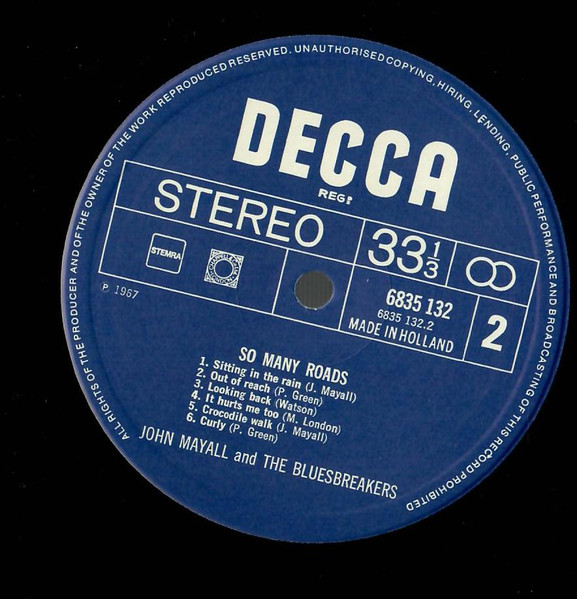 ALL RIGHTS OF THE PRODUCER AND OF THE OWNER OF THE WORK REPRODUCED RESERVED. UNAUTHORISED COPYING, HIRING, LENDING, PUBLIC PERFORMANCE AND BROADCASTING OF THIS RECORD PROHIBITED
DECCA
REG?
STEREO
33 1/3
STEMRA
6835 132
6835 132.2
MADE IN HOLLAND
2
℗ 1967
SO MANY ROADS
1. Sitting in the rain (J. Mayall)
2. Out of reach (P. Green)
3. Looking back (Watson)
4. It hurts me too (M. London)
5. Crocodile walk (J. Mayall)
6. Curly (P. Green)
JOHN MAYALL and THE BLUESBREAKERS